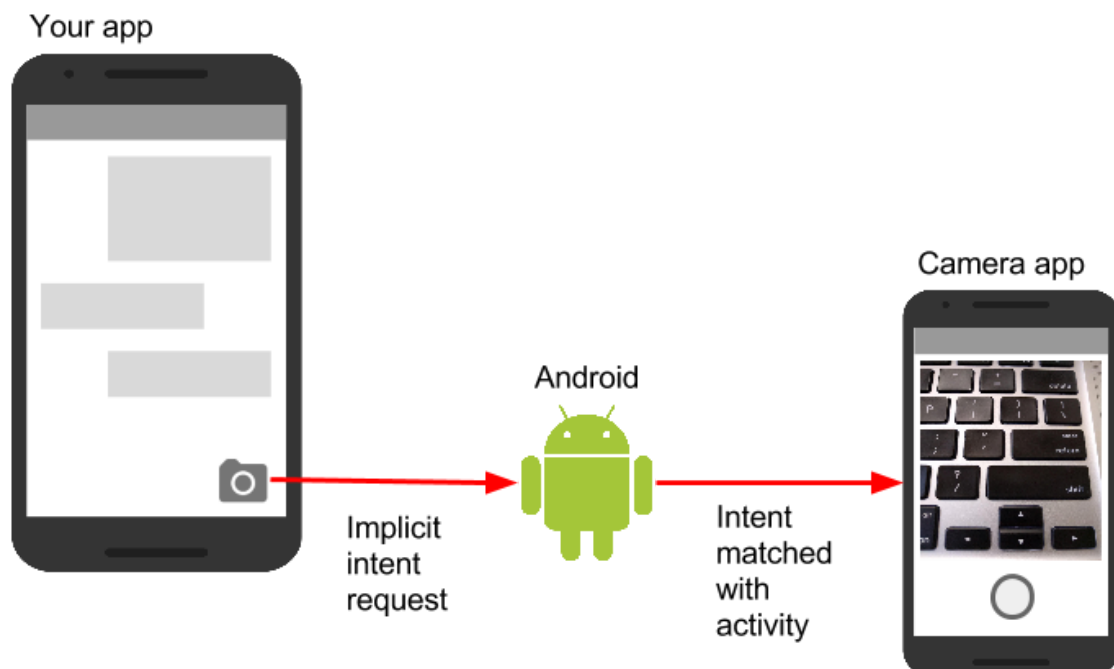 Your app
Camera app
Android
Implicit
intent
request
Intent
matched
with
activity